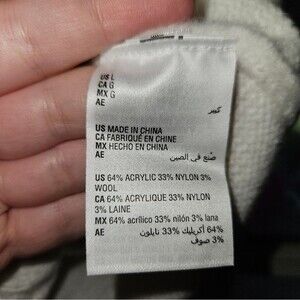 US L
CA G
MX G
AE
كبير
US MADE IN CHINA
CA FABRIQUÉ EN CHINE
MX HECHO EN CHINA
AE صنع في الصين
US 64% ACRYLIC 33% NYLON 3%
WOOL
CA 64% ACRYLIQUE 33% NYLON
3% LAINE
MX 64% acrílico 33% nilón 3% lana
AE 64% أكريليك 33% نايلون
3% صوف